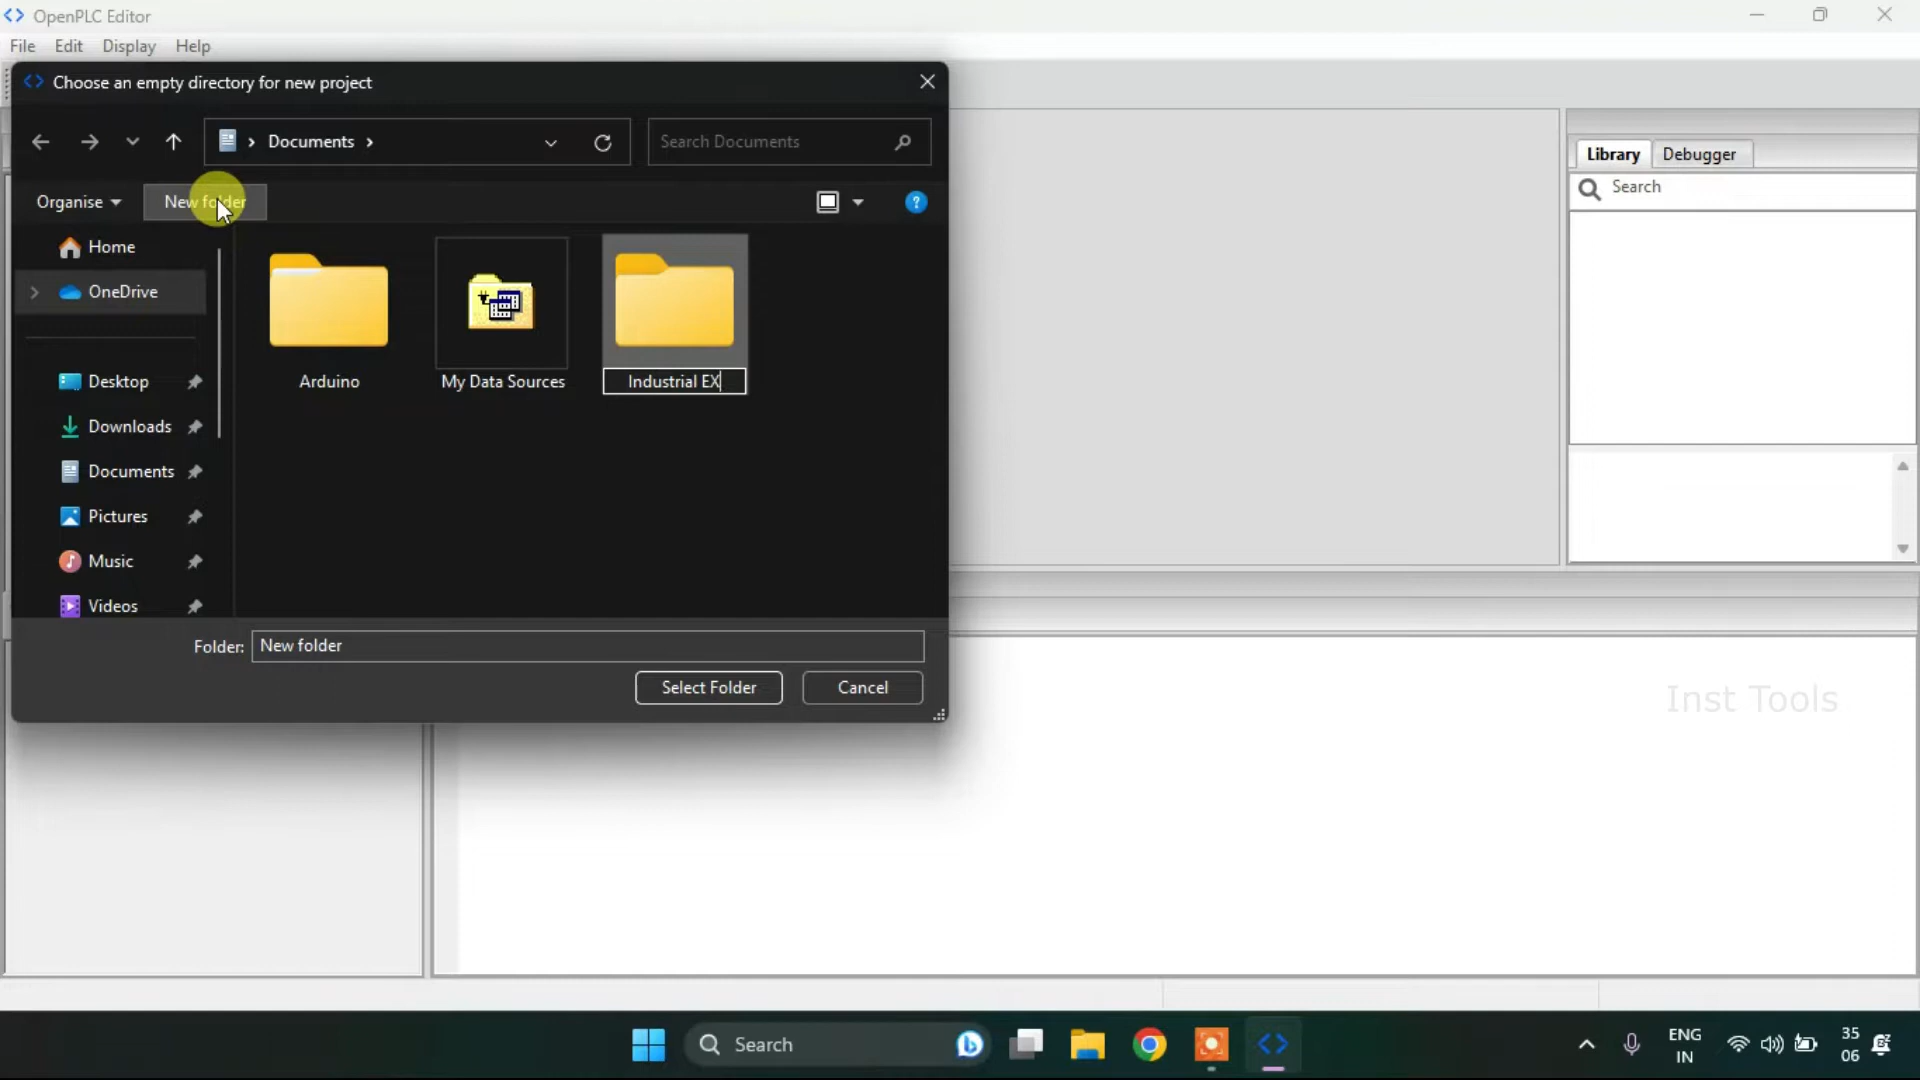 OpenPLC Editor
File Edit Display Help
Choose an empty directory for new project
Documents
Search Documents
Organise
New folder
Home
OneDrive
Desktop
Downloads
Documents
Pictures
Music
Videos
Arduino
My Data Sources
Industrial EX
Folder: New folder
Select Folder
Cancel
Library
Debugger
Search
Inst Tools
Search
ENG
IN
35
06